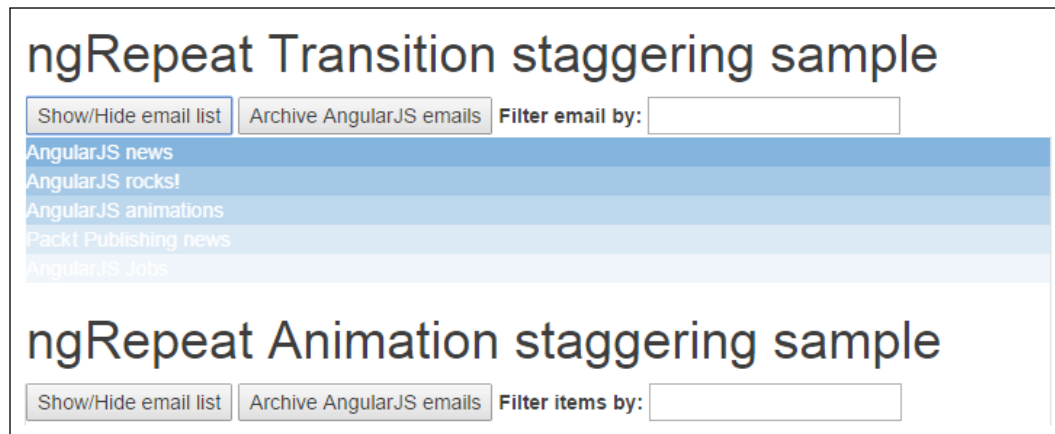 ngRepeat Transition staggering sample
Show/Hide email list Archive AngularJS emails Filter email by:
AngularJS news
AngularJS rocks!
AngularJS animations
Packt Publishing news
AngularJS Jobs
ngRepeat Animation staggering sample
Show/Hide email list Archive AngularJS emails Filter items by: